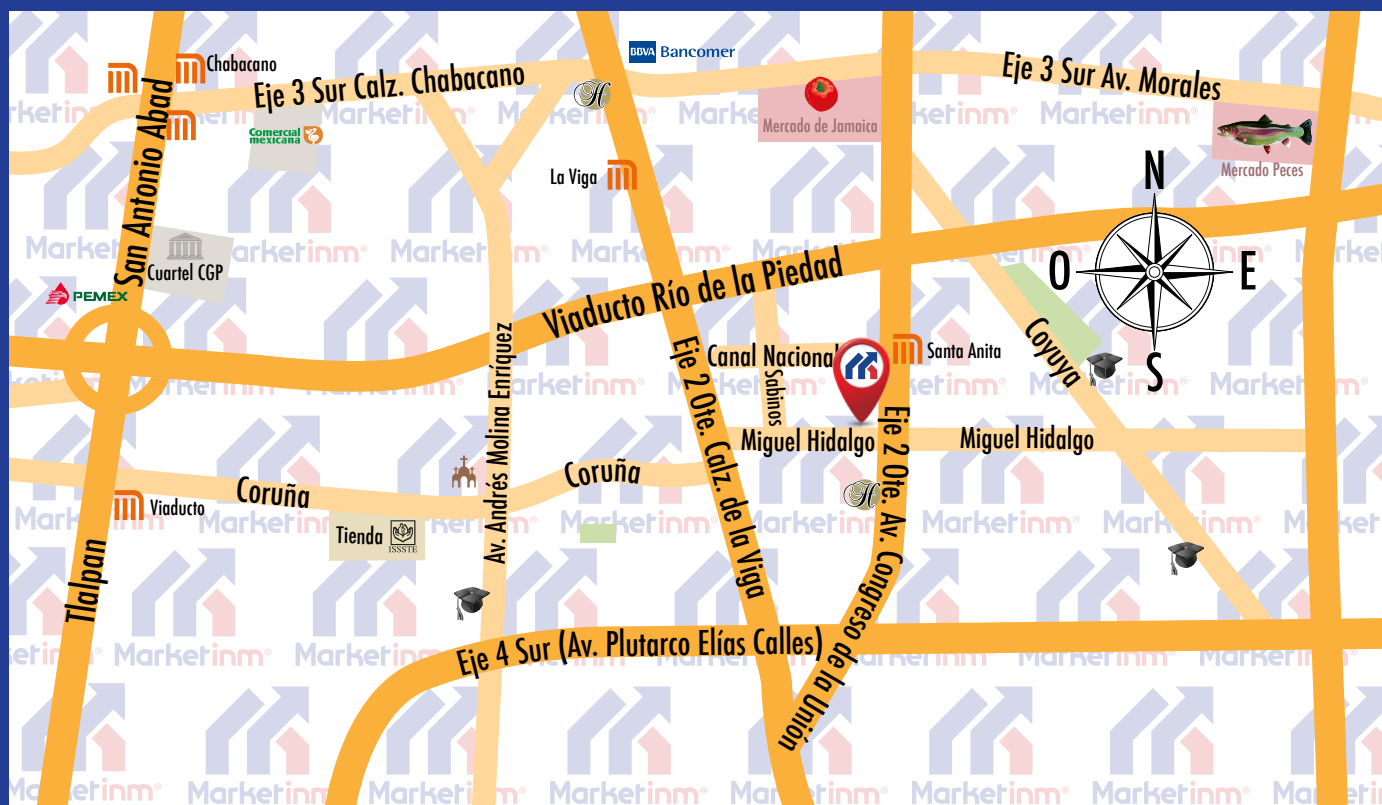 BBVA Bancomer
Chabacano
Eje 3 Sur Calz. Chabacano
Eje 3 Sur Av. Morales
H
Comercial
mexicana
Mercado de Jamaica
Mercado Peces
San Antonio Abad
La Viga
N
O
E
S
Cuartel CGP
PEMEX
Viaducto Río de la Piedad
Av. Andrés Molina Enríquez
Eje 2 Ote. Calz. de la Viga
Canal Nacional
Sabinos
Santa Anita
Coyuya
Miguel Hidalgo
Miguel Hidalgo
Eje 2 Ote. Av. Congreso de la Unión
H
Coruña
Coruña
Viaducto
Tienda
ISSSTE
Tlalpan
Eje 4 Sur (Av. Plutarco Elías Calles)
Marketinm®